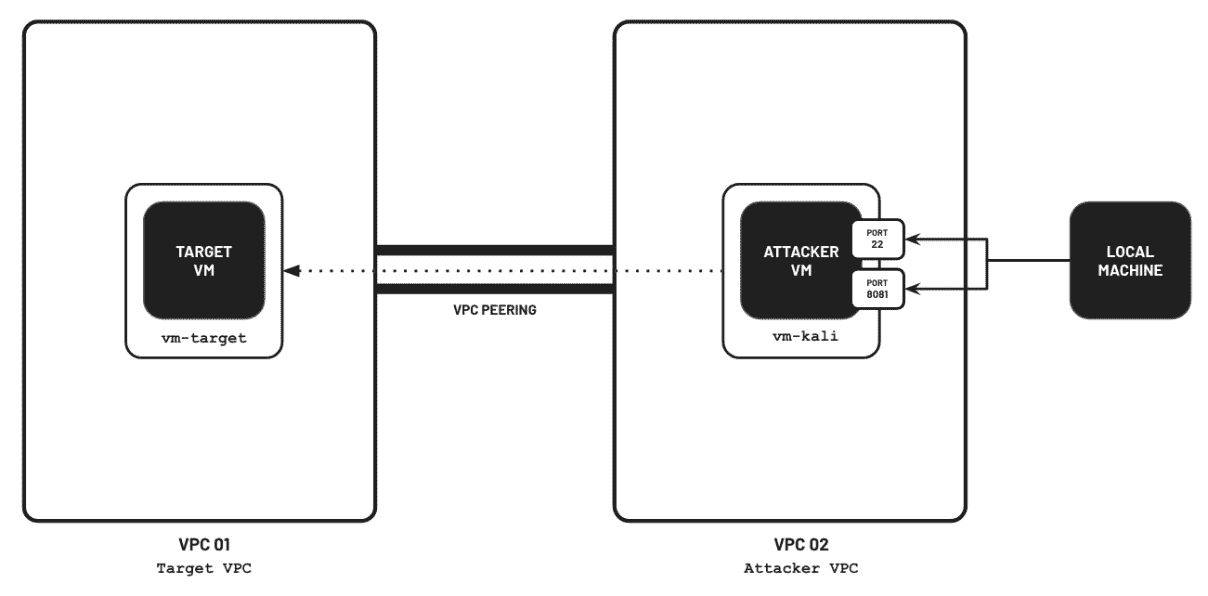 TARGET
VM
vm-target
VPC PEERING
ATTACKER
VM
PORT
22
PORT
8081
vm-kali
LOCAL
MACHINE
VPC 01
Target VPC
VPC 02
Attacker VPC